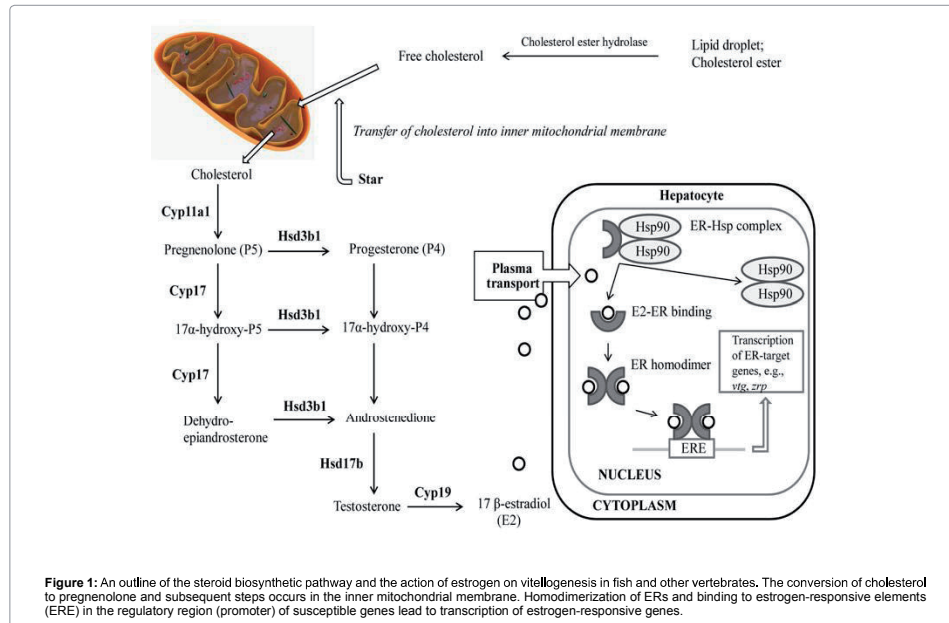 Cholesterol ester hydrolase
Free cholesterol
Lipid droplet;
Cholesterol ester
Transfer of cholesterol into inner mitochondrial membrane
Star
Cholesterol
Cyp11a1
Pregnenolone (P5)
Hsd3b1
Progesterone (P4)
Cyp17
17α-hydroxy-P5
Hsd3b1
17α-hydroxy-P4
Cyp17
Dehydro-
epiandrosterone
Hsd3b1
Androstenedione
Hsd17b
Testosterone
Cyp19
17 β-estradiol
(E2)
Plasma
transport
Hepatocyte
Hsp90
Hsp90
ER-Hsp complex
Hsp90
Hsp90
E2-ER binding
ER homodimer
Transcription
of ER-target
genes, e.g.,
vtg, zrp
ERE
NUCLEUS
CYTOPLASM
Figure 1: An outline of the steroid biosynthetic pathway and the action of estrogen on vitellogenesis in fish and other vertebrates. The conversion of cholesterol
to pregnenolone and subsequent steps occurs in the inner mitochondrial membrane. Homodimerization of ERs and binding to estrogen-responsive elements
(ERE) in the regulatory region (promoter) of susceptible genes lead to transcription of estrogen-responsive genes.